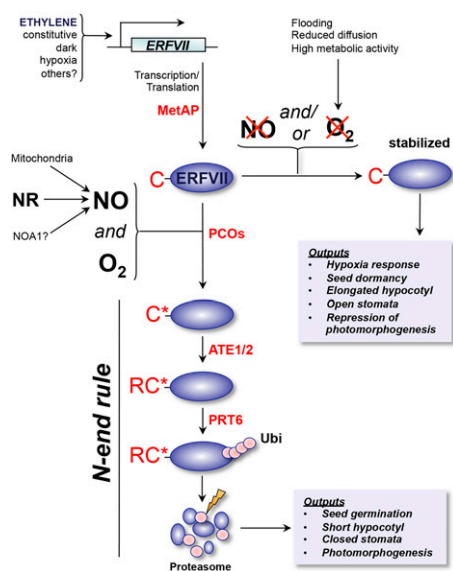 ETHYLENE
constitutive
dark
hypoxia
others?
ERFVII
Transcription/
Translation
MetAP
Flooding
Reduced diffusion
High metabolic activity
NO and/
or O2
stabilized
C
C ERFVII
Mitochondria
NR
NOA1?
NO
and
O2
PCOs
Outputs
• Hypoxia response
• Seed dormancy
• Elongated hypocotyl
• Open stomata
• Repression of
photomorphogenesis
N-end rule
C*
ATE1/2
RC*
PRT6
RC*
Ubi
Proteasome
Outputs
• Seed germination
• Short hypocotyl
• Closed stomata
• Photomorphogenesis